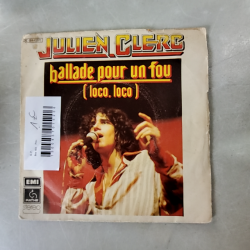 JULIEN CLERC
ballade pour un fou
(loco, loco)
EMI